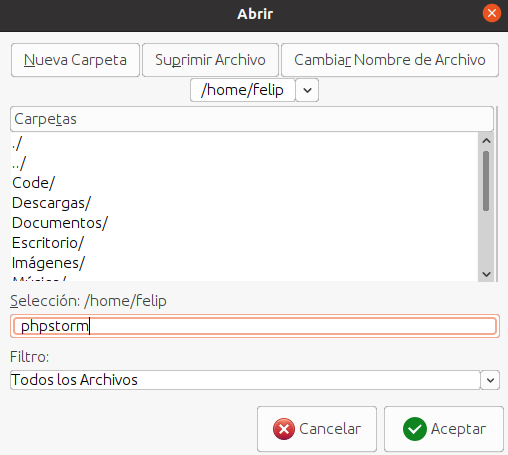 Abrir
Nueva Carpeta Suprimir Archivo Cambiar Nombre de Archivo
/home/felip
Carpetas
./
../
Code/
Descargas/
Documentos/
Escritorio/
Imágenes/
Música/
Selección: /home/felip
phpstorm
Filtro:
Todos los Archivos
Cancelar Aceptar